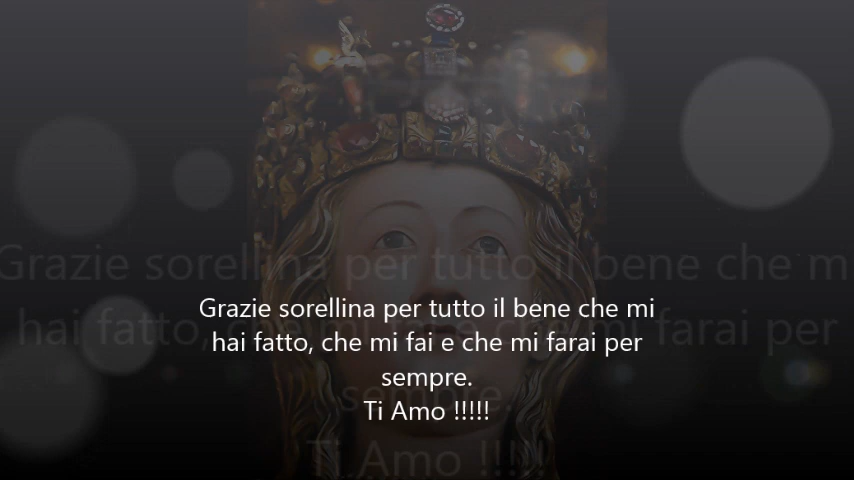 Grazie sorellina per tutto il bene che mi
hai fatto, che mi fai e che mi farai per
sempre.
Ti Amo !!!!!